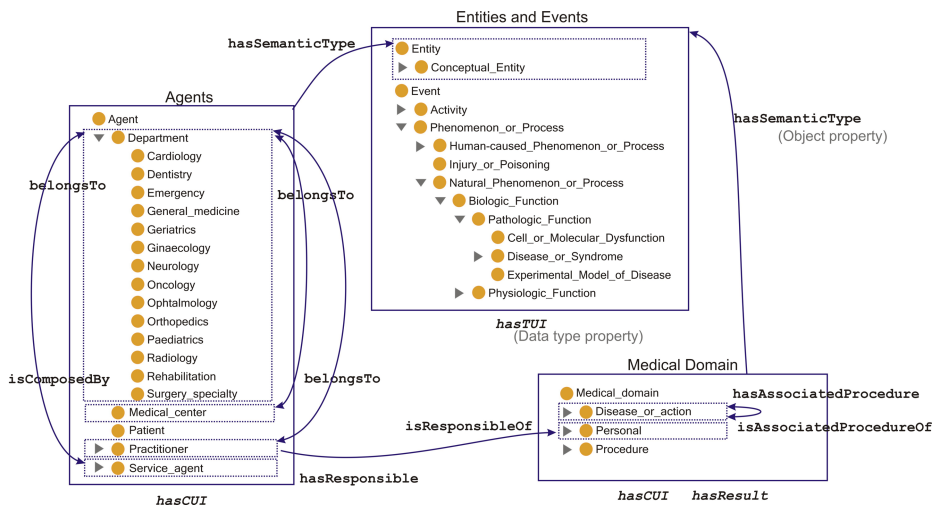 Entities and Events
hasSemanticType
Entity
Conceptual_Entity
Event
Activity
Phenomenon_or_Process
Human-caused_Phenomenon_or_Process
Injury_or_Poisoning
Natural_Phenomenon_or_Process
Biologic_Function
Pathologic_Function
Cell_or_Molecular_Dysfunction
Disease_or_Syndrome
Experimental_Model_of_Disease
Physiologic_Function
hasTUI
(Data type property)
hasSemanticType
(Object property)
Agents
Agent
Department
Cardiology
Dentistry
Emergency
General_medicine
Geriatrics
Ginaecology
Neurology
Oncology
Ophtalmology
Orthopedics
Paediatrics
Radiology
Rehabilitation
Surgery_specialty
Medical_center
Patient
Practitioner
Service_agent
belongsTo
belongsTo
isComposedBy
belongsTo
hasCUI
isResponsibleOf
hasResponsible
Medical Domain
Medical_domain
Disease_or_action
Personal
Procedure
hasAssociatedProcedure
isAssociatedProcedureOf
hasCUI hasResult